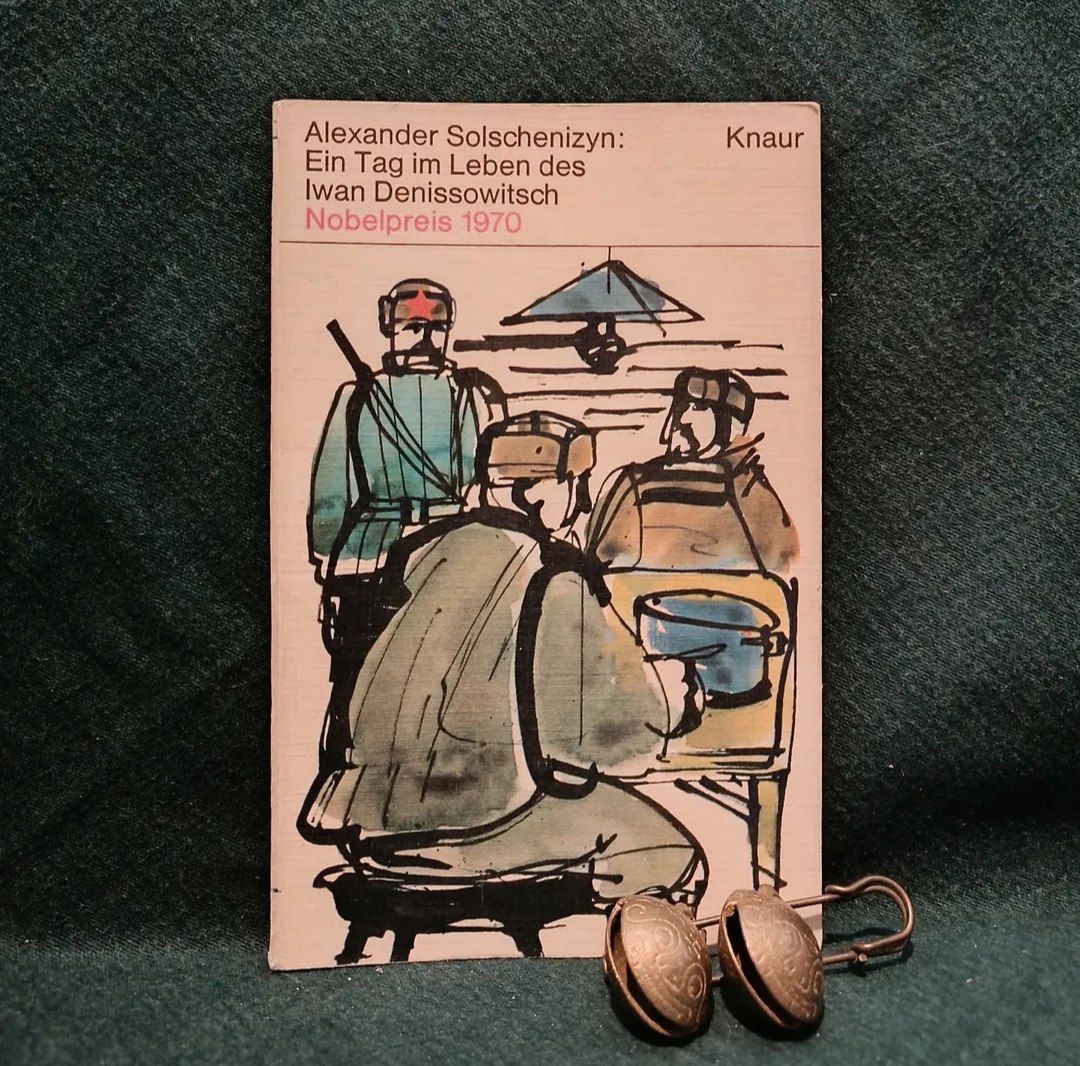 Alexander Solschenizyn:
Knaur
Ein Tag im Leben des
Iwan Denissowitsch
Nobelpreis 1970